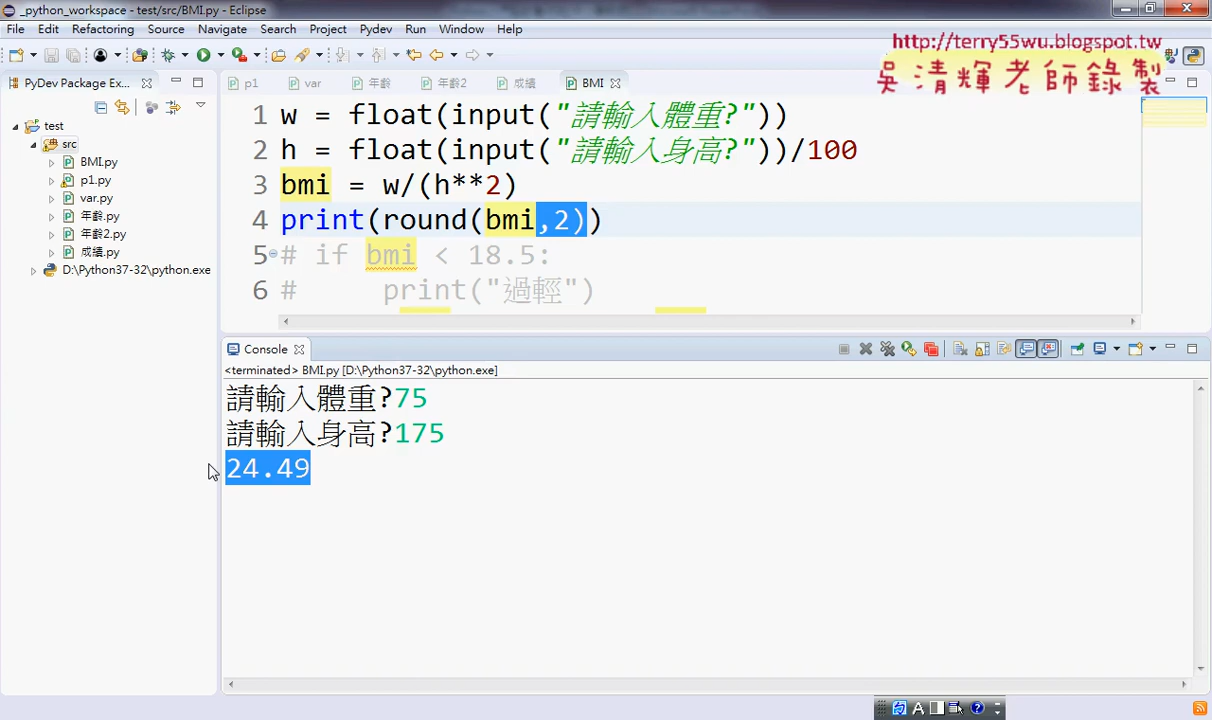 _python_workspace - test/src/BMI.py - Eclipse
File Edit Refactoring Source Navigate Search Project Pydev Run Window Help
http://terry55wu.blogspot.tw
吳清輝老師錄製
PyDev Package Ex...
p1 var 年齡 年齡2 成績 BMI
test
src
BMI.py
p1.py
var.py
年齡.py
年齡2.py
成績.py
D:\Python37-32\python.exe
1 w = float(input("請輸入體重?"))
2 h = float(input("請輸入身高?"))/100
3 bmi = w/(h**2)
4 print(round(bmi,2))
5 # if bmi < 18.5:
6 #     print("過輕")
Console
<terminated> BMI.py [D:\Python37-32\python.exe]
請輸入體重?75
請輸入身高?175
24.49
A